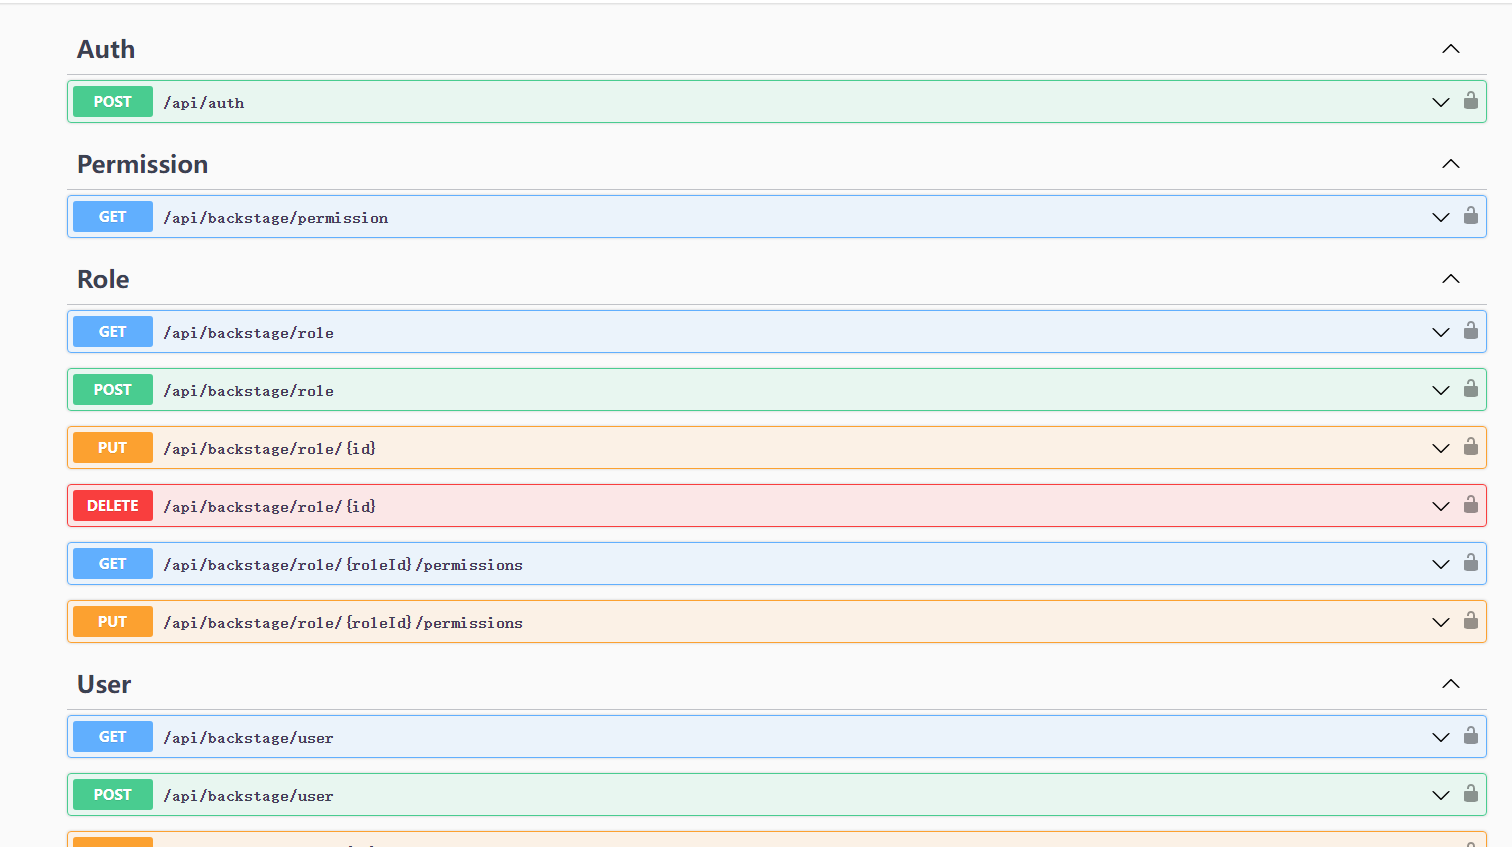 Auth
POST /api/auth
Permission
GET /api/backstage/permission
Role
GET /api/backstage/role
POST /api/backstage/role
PUT /api/backstage/role/{id}
DELETE /api/backstage/role/{id}
GET /api/backstage/role/{roleId}/permissions
PUT /api/backstage/role/{roleId}/permissions
User
GET /api/backstage/user
POST /api/backstage/user